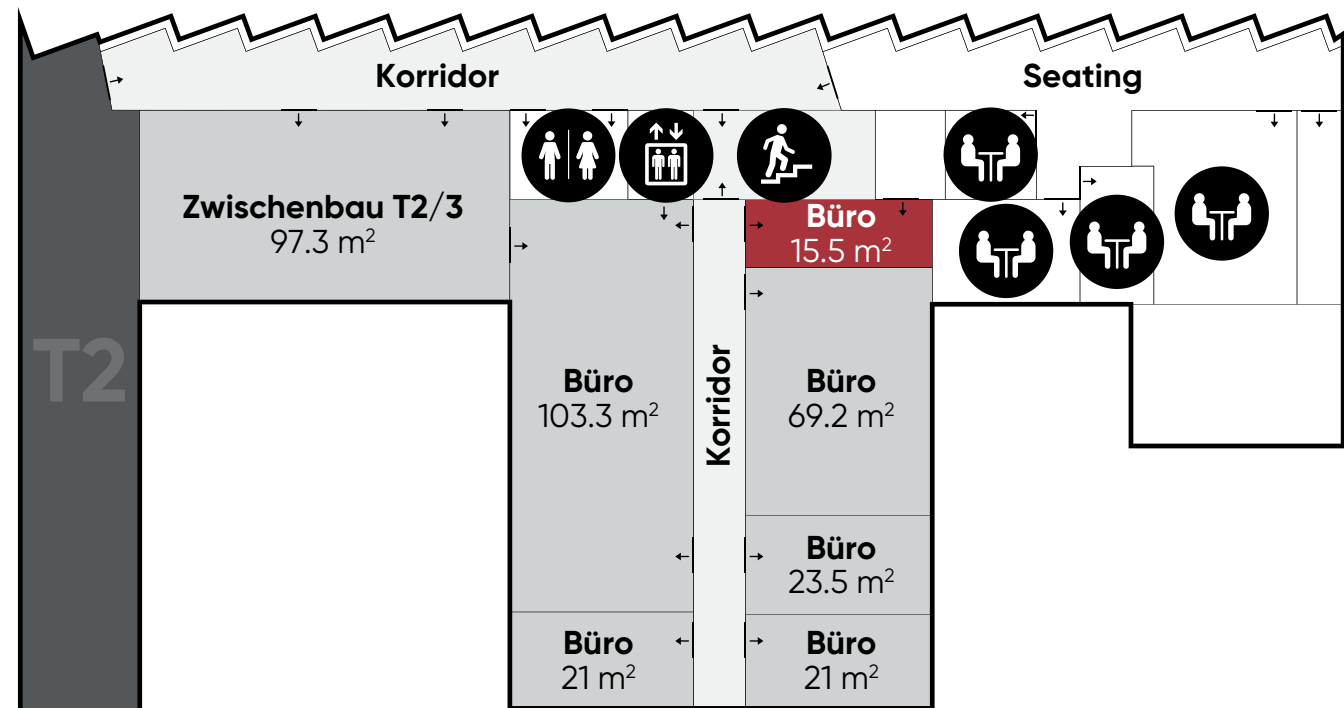 Korridor
Seating
Zwischenbau T2/3
97.3 m²
Büro
15.5 m²
T2
Büro
103.3 m²
Korridor
Büro
69.2 m²
Büro
23.5 m²
Büro
21 m²
Büro
21 m²